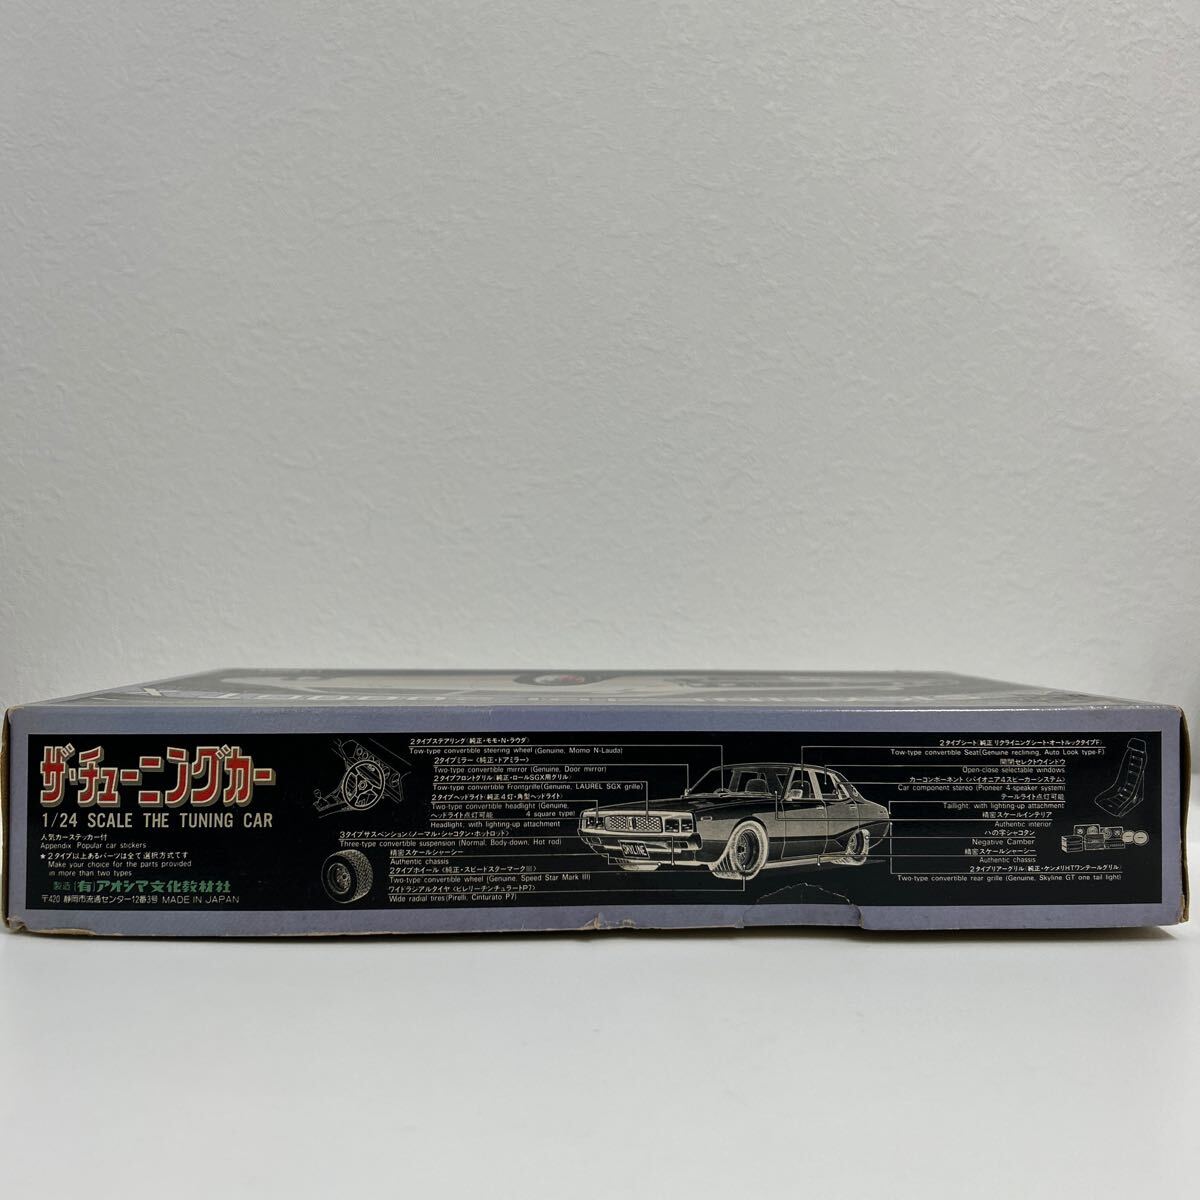 ザ・チューニングカー
1/24 SCALE THE TUNING CAR
人気カーステッカー付
Appendix Popular car stickers
★2タイプ以上あるパーツは全て選択方式です
Make your choice for the parts provided
in more than two types
製造 (有)アオシマ文化教材社
〒420 静岡市流通センター12番3号 MADE IN JAPAN
2タイプステアリング(純正・モモ・N・ラウダ)
Tow-type convertible steering wheel (Genuine, Momo N-Lauda)
2タイプミラー〈純正・ドアミラー〉
Two-type convertible mirror (Genuine, Door mirror)
2タイプフロントグリル(純正・ローレルSGX用グリル)
Tow-type convertible Frontgrille(Genuine, LAUREL SGX grille)
2タイプヘッドライト(純正4灯・角型ヘッドライト)
Two-type convertible headlight (Genuine,
ヘッドライト点灯可能 4 square type)
Headlight, with lighting-up attachment
3タイプサスペンション〈ノーマル・シャコタン・ホットロッド〉
Three-type convertible suspension (Normal, Body-down, Hot rod)
精密スケールシャーシー
Authentic chassis
2タイプホイール〈純正・スピードスターマークIII〉
Two-type convertible wheel (Genuine, Speed Star Mark III)
ワイドラジアルタイヤ〈ピレリーチンチュラートP7〉
Wide radial tires(Pirelli, Cinturato P7)
SKYLINE
2タイプシート(純正リクライニングシート・オートルックタイプF)
Two-type convertible Seat(Genuine reclining, Auto Look type-F)
開閉セレクトウインドウ
Open-close selectable windows
カーコンポーネント〈パイオニア4スピーカーシステム〉
Car component stereo (Pioneer 4-speaker system)
テールライト点灯可能
Taillight, with lighting-up attachment
精密スケールインテリア
Authentic interior
ハの字シャコタン
Negative Camber
精密スケールシャーシー
Authentic chassis
2タイプリアーグリル(純正・ケンメリHTワンテールグリル)
Two-type convertible rear grille (Genuine, Skyline GT one tail light)